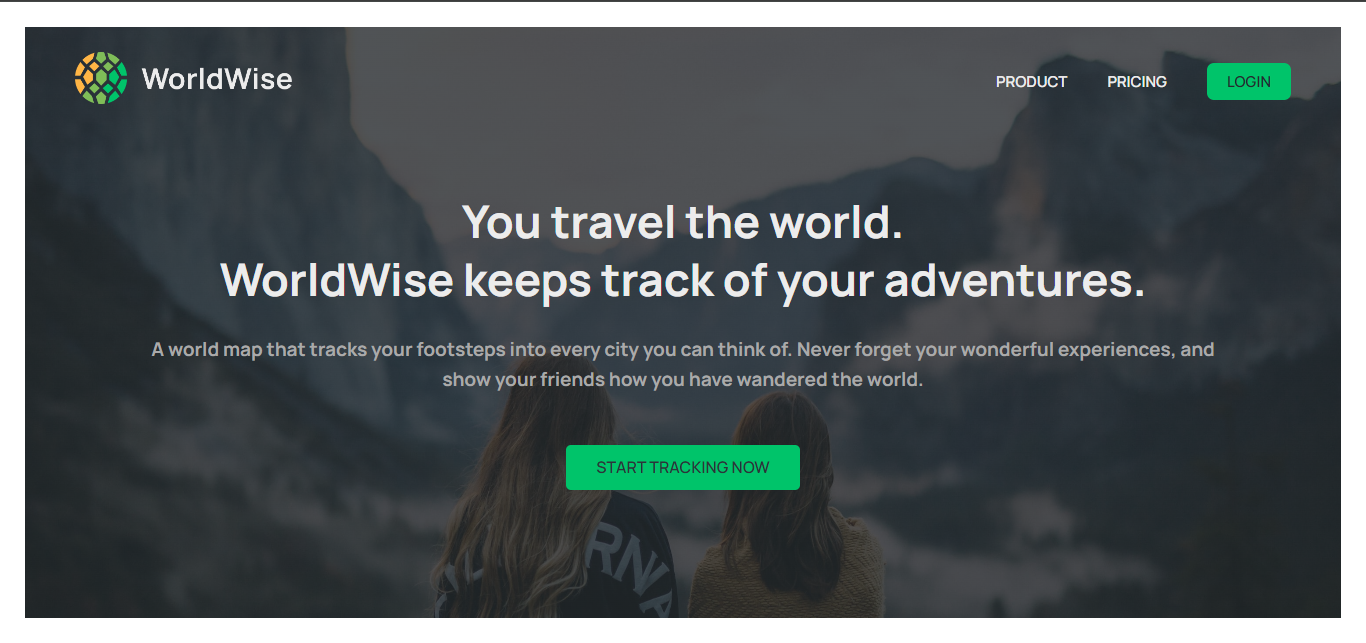 WorldWise
PRODUCT
PRICING
LOGIN
You travel the world.
WorldWise keeps track of your adventures.
A world map that tracks your footsteps into every city you can think of. Never forget your wonderful experiences, and
show your friends how you have wandered the world.
START TRACKING NOW